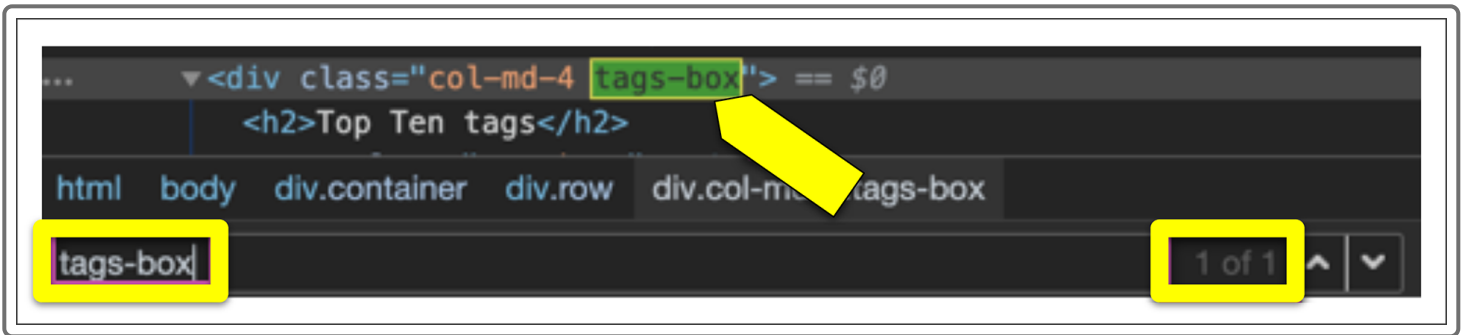 ... ▼<div class="col-md-4 tags-box"> == $0
<h2>Top Ten tags</h2>
html body div.container div.row div.col-m tags-box
tags-box 1 of 1